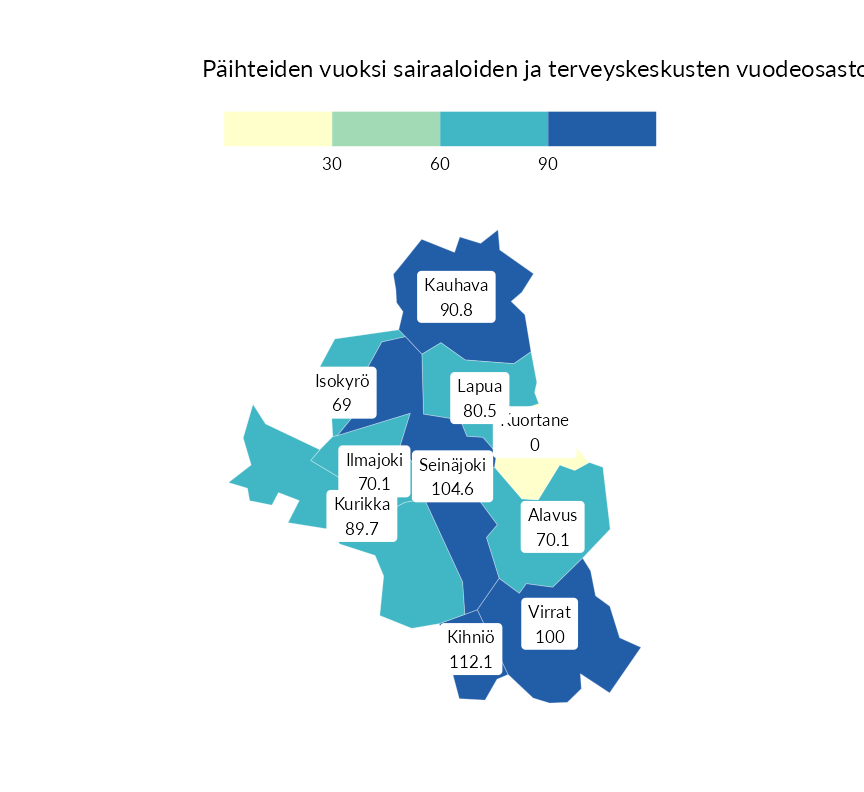 Päihteiden vuoksi sairaaloiden ja terveyskeskusten
30
60
90
Kauhava
90.8
Isokyrö
69
Lapua
80.5
Kuortane
0
Ilmajoki
70.1
Seinäjoki
104.6
Kurikka
89.7
Alavus
70.1
Virrat
100
Kihniö
112.1